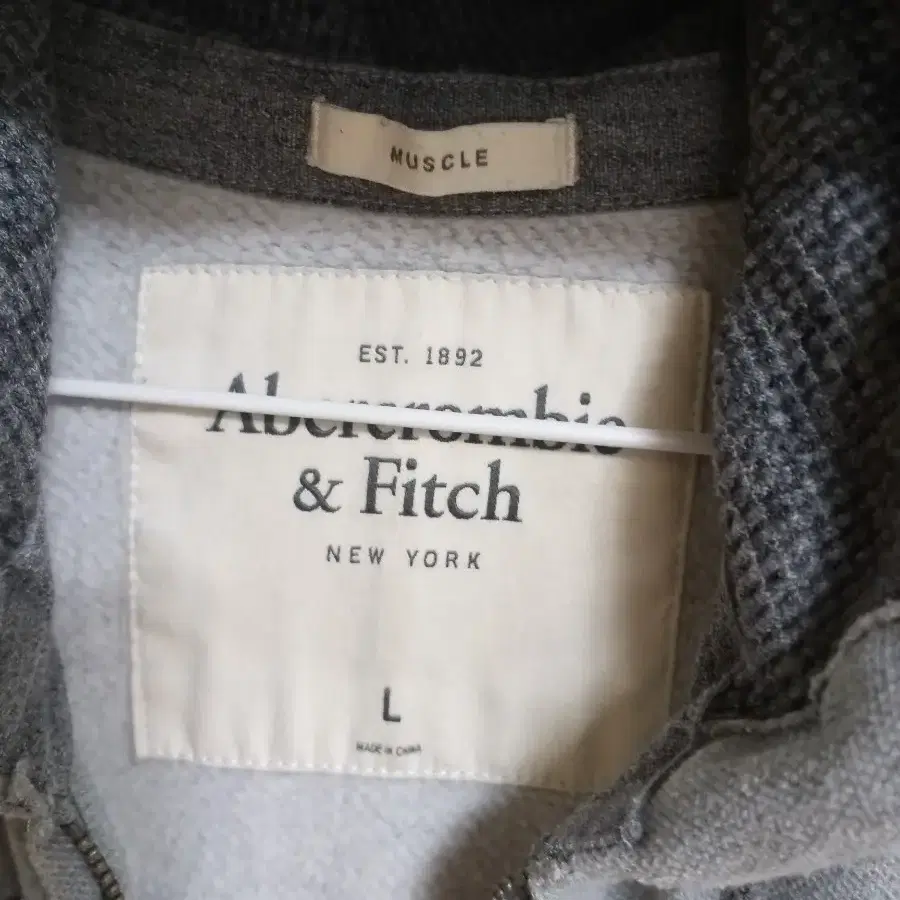 MUSCLE
EST. 1892
Abercrombie
& Fitch
NEW YORK
L
MADE IN CHINA